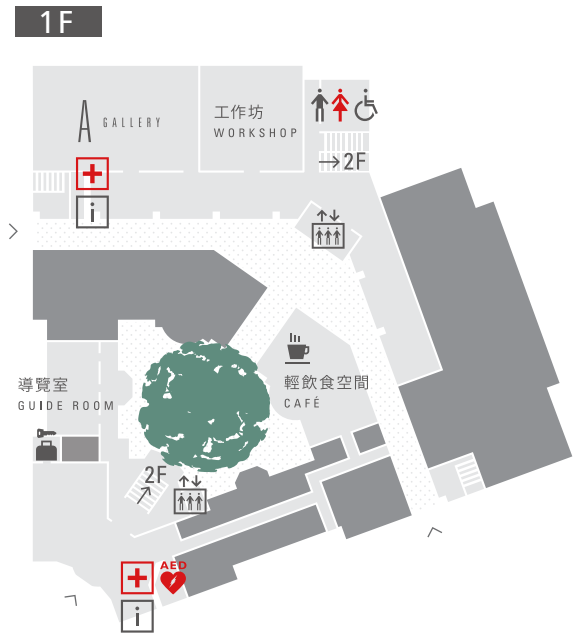 1F
A GALLERY
工作坊
WORKSHOP
→2F
i
導覽室
GUIDE ROOM
輕飲食空間
CAFÉ
2F
AED
i